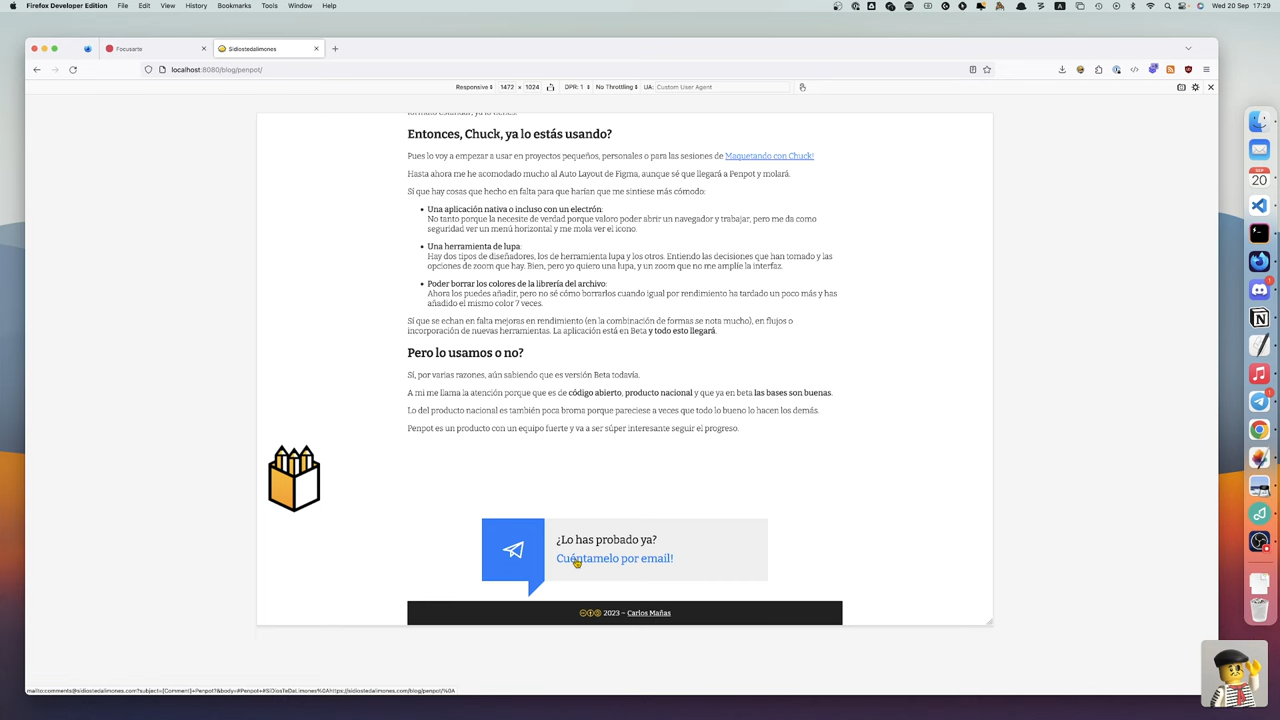 Firefox Developer Edition File Edit View History Bookmarks Tools Window Help
Wed 20 Sep 17:29
Focusarte
Sidiostedalimones
localhost:8080/blog/penpot/
Responsive 1472 × 1024 DPR: 1 No Throttling UA: Custom User Agent
formato estándar, ya lo tienes.
Entonces, Chuck, ya lo estás usando?
Pues lo voy a empezar a usar en proyectos pequeños, personales o para las sesiones de Maquetando con Chuck!
Hasta ahora me he acomodado mucho al Auto Layout de Figma, aunque sé que llegará a Penpot y molará.
Sí que hay cosas que hecho en falta para que harían que me sintiese más cómodo:
Una aplicación nativa o incluso con un electrón:
No tanto porque la necesite de verdad porque valoro poder abrir un navegador y trabajar, pero me da como
seguridad ver un menú horizontal y me mola ver el icono.
Una herramienta de lupa:
Hay dos tipos de diseñadores, los de herramienta lupa y los otros. Entiendo las decisiones que han tomado y las
opciones de zoom que hay. Bien, pero yo quiero una lupa, y un zoom que no me amplíe la interfaz.
Poder borrar los colores de la librería del archivo:
Ahora los puedes añadir, pero no sé cómo borrarlos cuando igual por rendimiento ha tardado un poco más y has
añadido el mismo color 7 veces.
Sí que se echan en falta mejoras en rendimiento (en la combinación de formas se nota mucho), en flujos o
incorporación de nuevas herramientas. La aplicación está en Beta y todo esto llegará.
Pero lo usamos o no?
Sí, por varias razones, aún sabiendo que es versión Beta todavía.
A mi me llama la atención porque que es de código abierto, producto nacional y que ya en beta las bases son buenas.
Lo del producto nacional es también poca broma porque pareciese a veces que todo lo bueno lo hacen los demás.
Penpot es un producto con un equipo fuerte y va a ser súper interesante seguir el progreso.
¿Lo has probado ya?
Cuéntamelo por email!
2023 – Carlos Mañas
SEP
20